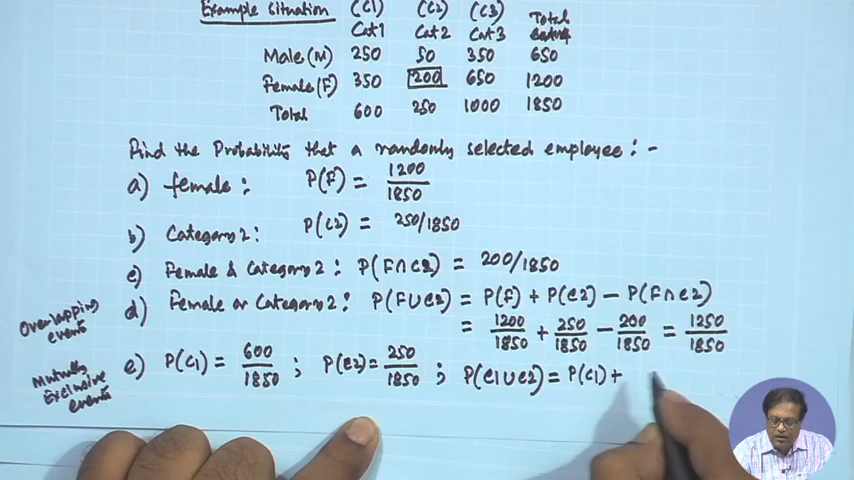 Example Situation (C1) (C2) (C3) Total
Cat1 Cat2 Cat3
Male (M) 250 50 350 650
Female (F) 350 200 650 1200
Total 600 250 1000 1850
Find the Probability that a randomly selected employee : -
a) female : P(F) = 1200/1850
b) Category 2 : P(C2) = 250/1850
c) Female & Category 2 : P(F∩C2) = 200/1850
d) Female or Category 2 : P(F∪C2) = P(F) + P(C2) − P(F∩C2)
Overlapping events
= 1200/1850 + 250/1850 − 200/1850 = 1250/1850
Mutually Exclusive events
e) P(C1) = 600/1850 ; P(C2) = 250/1850 ; P(C1∪C2) = P(C1) +